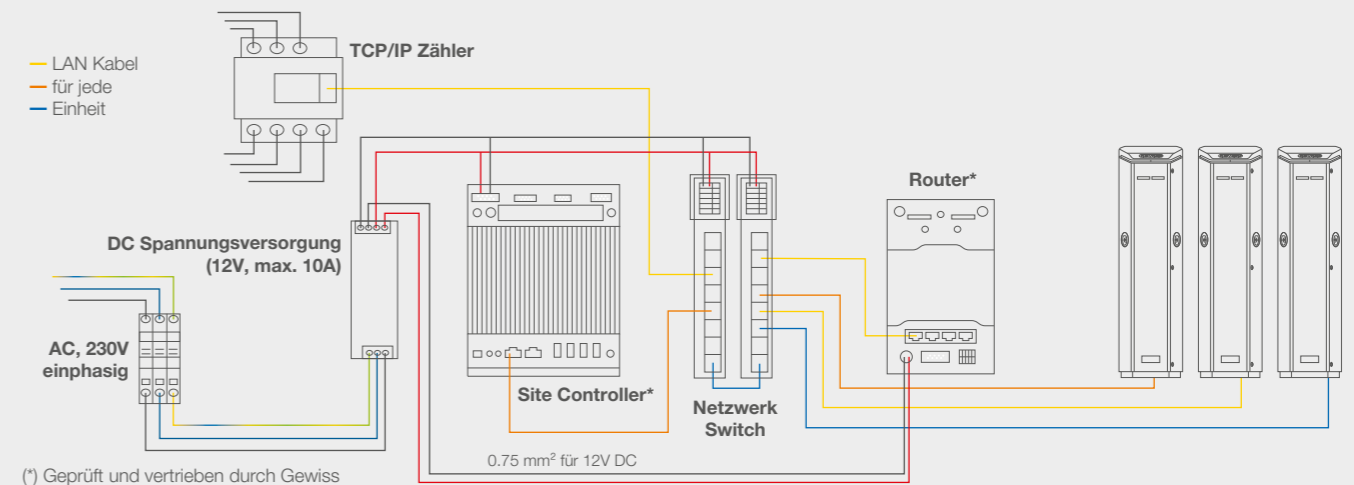 TCP/IP Zähler
LAN Kabel
für jede
Einheit
Router*
DC Spannungsversorgung
(12V, max. 10A)
AC, 230V
einphasig
Site Controller*
Netzwerk
Switch
0.75 mm² für 12V DC
(*) Geprüft und vertrieben durch Gewiss